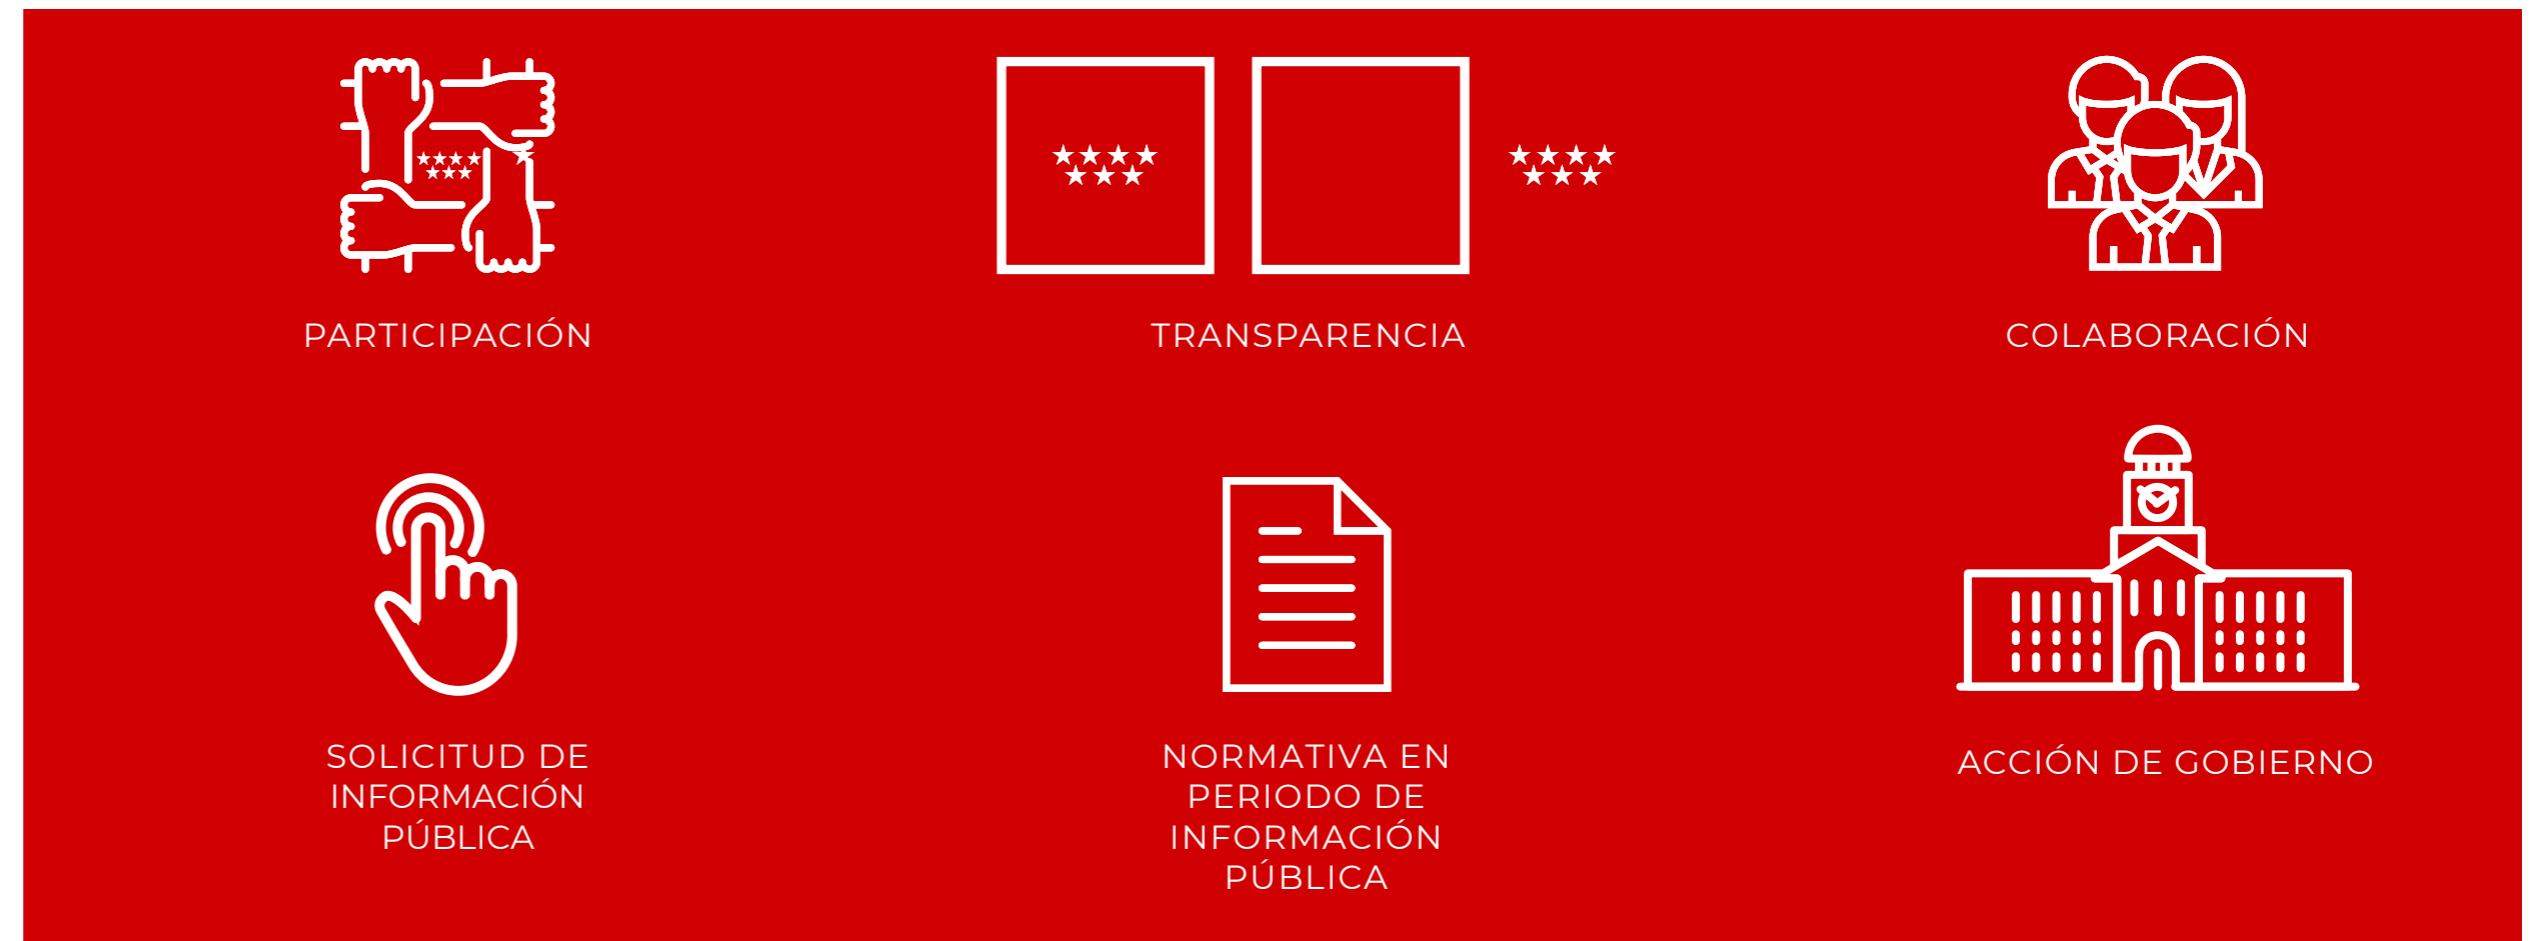 PARTICIPACIÓN
TRANSPARENCIA
COLABORACIÓN
SOLICITUD DE
INFORMACIÓN
PÚBLICA
NORMATIVA EN
PERIODO DE
INFORMACIÓN
PÚBLICA
ACCIÓN DE GOBIERNO